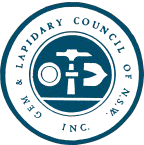 GEM & LAPIDARY COUNCIL OF N.S.W.
INC.